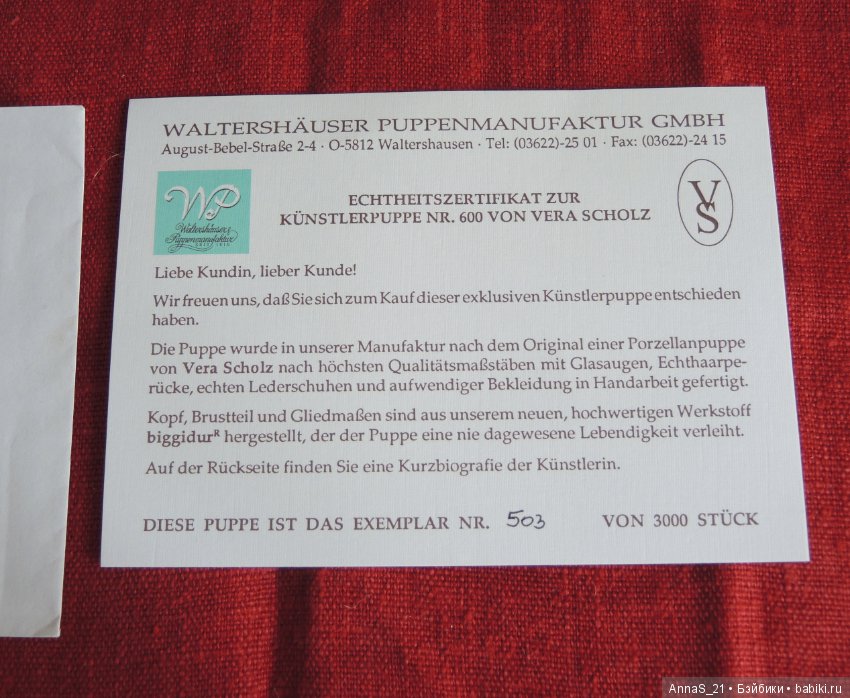 WALTERSHÄUSER PUPPENMANUFAKTUR GMBH
August-Bebel-Straße 2-4 · O-5812 Waltershausen · Tel: (03622)-25 01 · Fax: (03622)-24 15
WP
Waltershäuser
Puppenmanufaktur
VS
ECHTHEITSZERTIFIKAT ZUR
KÜNSTLERPUPPE NR. 600 VON VERA SCHOLZ
Liebe Kundin, lieber Kunde!
Wir freuen uns, daß Sie sich zum Kauf dieser exklusiven Künstlerpuppe entschieden
haben.
Die Puppe wurde in unserer Manufaktur nach dem Original einer Porzellanpuppe
von Vera Scholz nach höchsten Qualitätsmaßstäben mit Glasaugen, Echthaarpe-
rücke, echten Lederschuhen und aufwendiger Bekleidung in Handarbeit gefertigt.
Kopf, Brustteil und Gliedmaßen sind aus unserem neuen, hochwertigen Werkstoff
biggidurᴿ hergestellt, der der Puppe eine nie dagewesene Lebendigkeit verleiht.
Auf der Rückseite finden Sie eine Kurzbiografie der Künstlerin.
DIESE PUPPE IST DAS EXEMPLAR NR. 503 VON 3000 STÜCK
AnnaS_21 • Бэйбики • babiki.ru